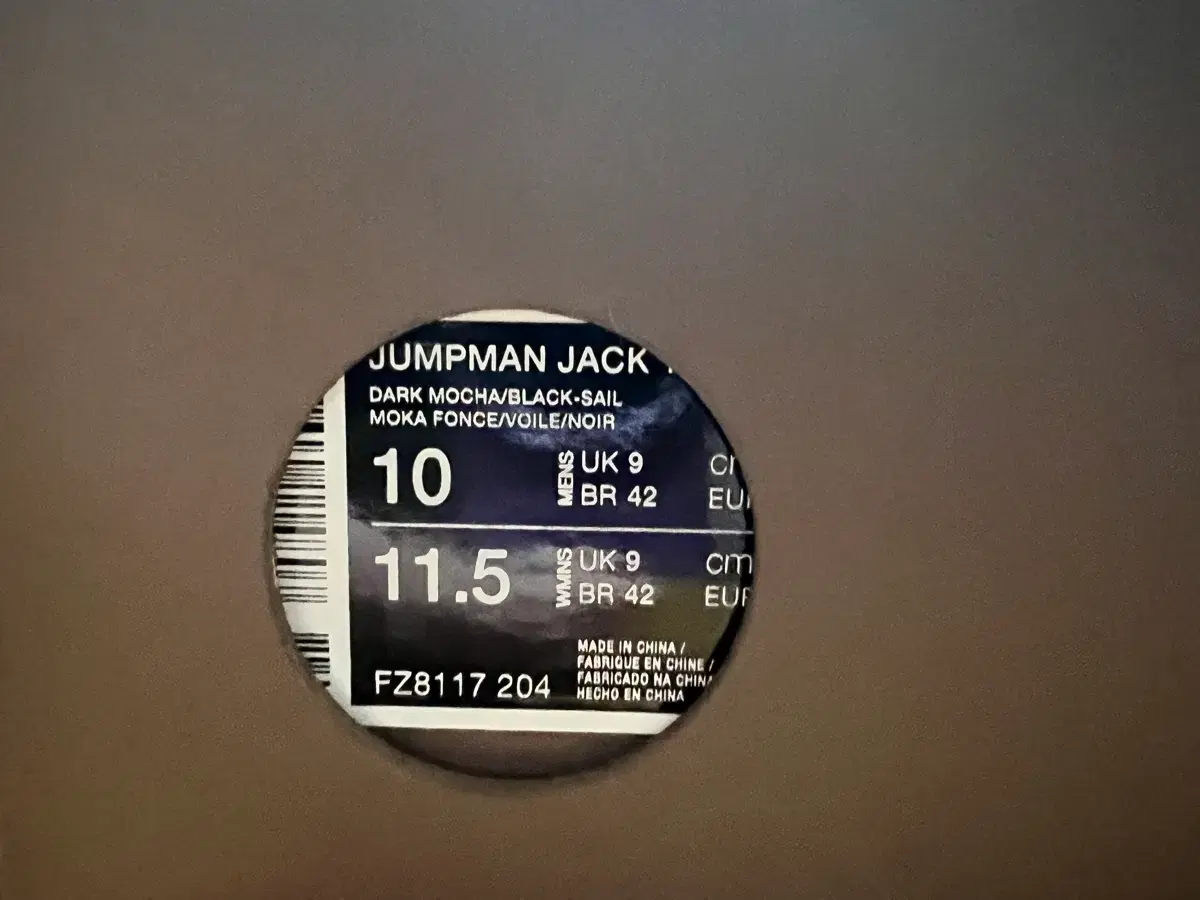 JUMPMAN JACK
DARK MOCHA/BLACK-SAIL
MOKA FONCE/VOILE/NOIR
10
MENS
UK 9
BR 42
11.5
WMNS
UK 9
cm
BR 42
FZ8117 204
MADE IN CHINA /
FABRIQUE EN CHINE /
FABRICADO NA
HECHO EN CHINA